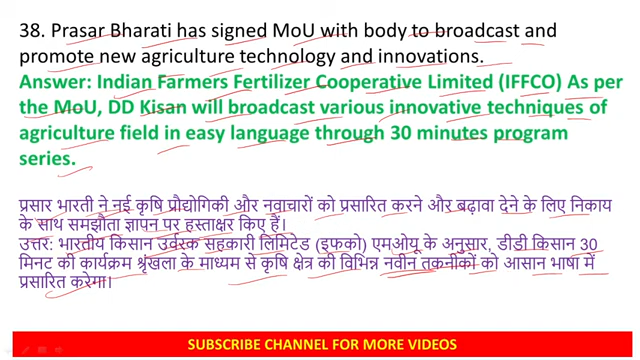 38. Prasar Bharati has signed MoU with body to broadcast and
promote new agriculture technology and innovations.
Answer: Indian Farmers Fertilizer Cooperative Limited (IFFCO) As per
the MoU, DD Kisan will broadcast various innovative techniques of
agriculture field in easy language through 30 minutes program
series.
प्रसार भारती ने नई कृषि प्रौद्योगिकी और नवाचारों को प्रसारित करने और बढ़ावा देने के लिए निकाय
के साथ समझौता ज्ञापन पर हस्ताक्षर किए हैं।
उत्तर: भारतीय किसान उर्वरक सहकारी लिमिटेड (इफको) एमओयू के अनुसार, डीडी किसान 30
मिनट की कार्यक्रम श्रृंखला के माध्यम से कृषि क्षेत्र की विभिन्न नवीन तकनीकों को आसान भाषा में
प्रसारित करेगा।
SUBSCRIBE CHANNEL FOR MORE VIDEOS